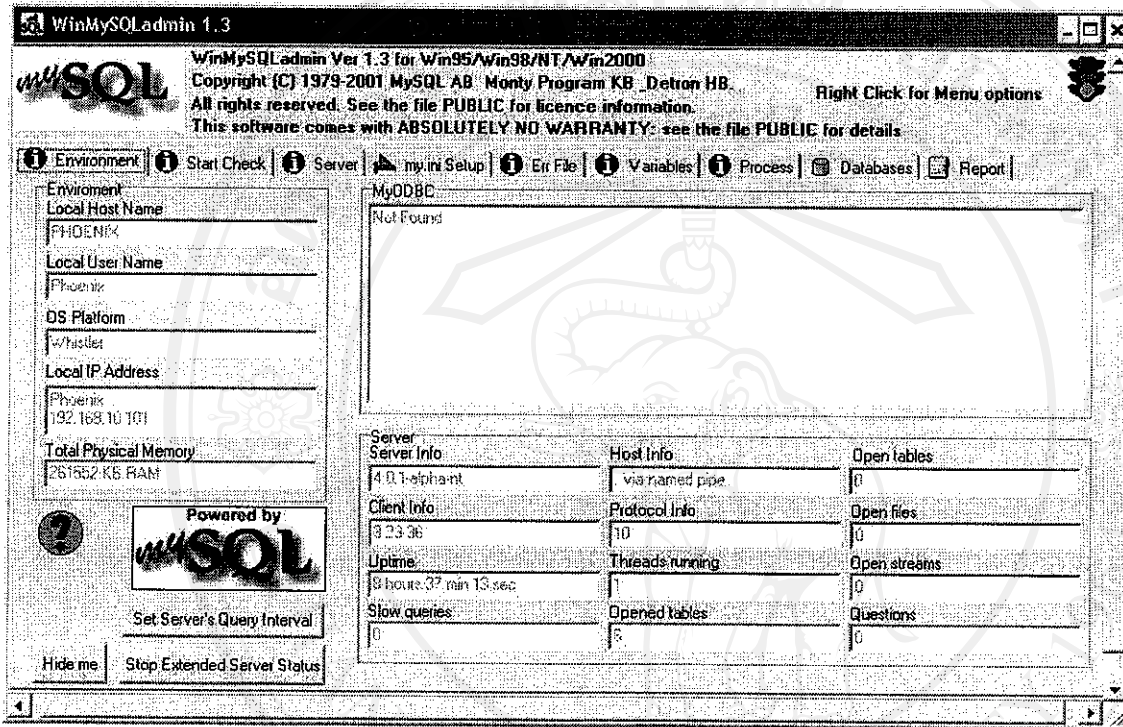 WinMySQLadmin 1.3
WinMySQLadmin Ver 1.3 for Win95/Win98/NT/Win2000
Copyright (C) 1979-2001 MySQL AB Monty Program KB Detron HB.
All rights reserved. See the file PUBLIC for licence information.
This software comes with ABSOLUTELY NO WARRANTY: see the file PUBLIC for details
Right Click for Menu options
mySQL
Environment Start Check Server my.ini Setup Err File Variables Process Databases Report
Enviroment
Local Host Name
PHOENIX
Local User Name
Phoenix
OS Platform
Whistler
Local IP Address
Phoenix
192.168.10.101
Total Physical Memory
261552 KB RAM
Powered by
mySQL
Set Server's Query Interval
Hide me
Stop Extended Server Status
MyODBC
Not Found
Server
Server Info
4.0.1-alpha-nt
Client Info
3.23.36
Uptime
hours 37 min 13 sec
Slow queries
0
Host Info
. via named pipe
Protocol Info
10
Threads running
1
Opened tables
Open tables
0
Open files
0
Open streams
0
Questions
0